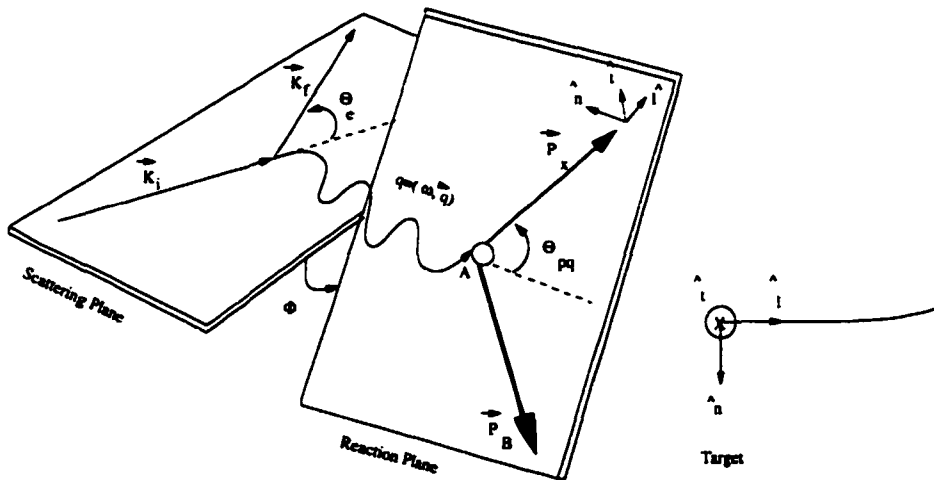 K_f
Θ_e
K_i
q=(ω, q)
Scattering Plane
Φ
n̂
t̂
l̂
P_x
A
Θ_pq
P_B
Reaction Plane
t̂
l̂
n̂
Target